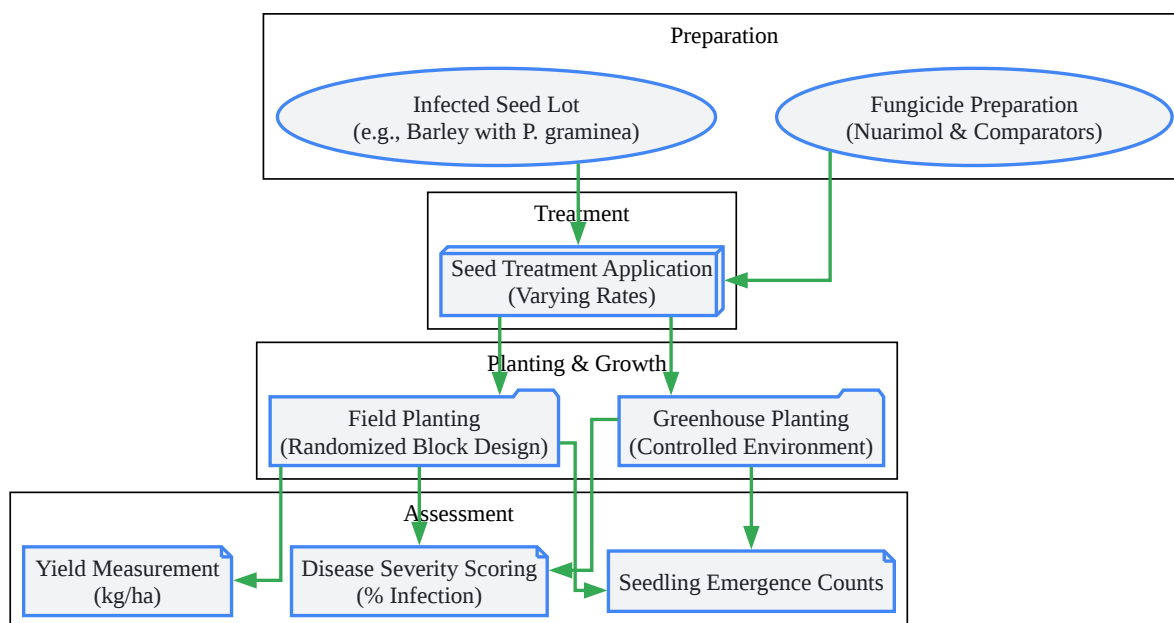 Preparation
Infected Seed Lot
(e.g., Barley with P. graminea)
Fungicide Preparation
(Nuarimol & Comparators)
Treatment
Seed Treatment Application
(Varying Rates)
Planting & Growth
Field Planting
(Randomized Block Design)
Greenhouse Planting
(Controlled Environment)
Assessment
Yield Measurement
(kg/ha)
Disease Severity Scoring
(% Infection)
Seedling Emergence Counts